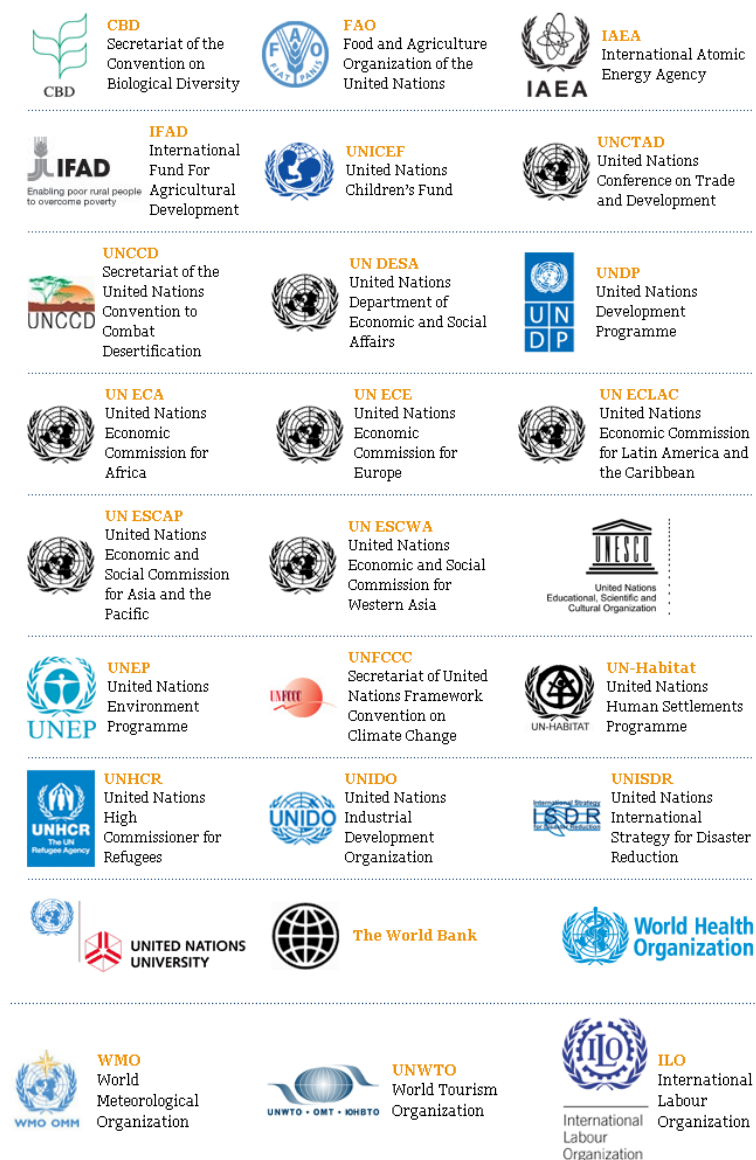 CBD
CBD
Secretariat of the
Convention on
Biological Diversity
F A O
FIAT PANIS
FAO
Food and Agriculture
Organization of the
United Nations
IAEA
IAEA
International Atomic
Energy Agency
IFAD
Enabling poor rural people
to overcome poverty
IFAD
International
Fund For
Agricultural
Development
UNICEF
United Nations
Children's Fund
UNCTAD
United Nations
Conference on Trade
and Development
UNCCD
UNCCD
Secretariat of the
United Nations
Convention to
Combat
Desertification
UN DESA
United Nations
Department of
Economic and Social
Affairs
U N
D P
UNDP
United Nations
Development
Programme
UN ECA
United Nations
Economic
Commission for
Africa
UN ECE
United Nations
Economic
Commission for
Europe
UN ECLAC
United Nations
Economic Commission
for Latin America and
the Caribbean
UN ESCAP
United Nations
Economic and
Social Commission
for Asia and the
Pacific
UN ESCWA
United Nations
Economic and Social
Commission for
Western Asia
UNESCO
United Nations
Educational, Scientific and
Cultural Organization
UNEP
UNEP
United Nations
Environment
Programme
UNFCCC
UNFCCC
Secretariat of United
Nations Framework
Convention on
Climate Change
UN-HABITAT
UN-Habitat
United Nations
Human Settlements
Programme
UNHCR
The UN
Refugee Agency
UNHCR
United Nations
High
Commissioner for
Refugees
UNIDO
UNIDO
United Nations
Industrial
Development
Organization
International Strategy
ISDR
for Disaster Reduction
UNISDR
United Nations
International
Strategy for Disaster
Reduction
UNITED NATIONS
UNIVERSITY
The World Bank
World Health
Organization
WMO OMM
WMO
World
Meteorological
Organization
UNWTO • OMT • ЮНВТО
UNWTO
World Tourism
Organization
ILO
International
Labour
Organization
ILO
International
Labour
Organization